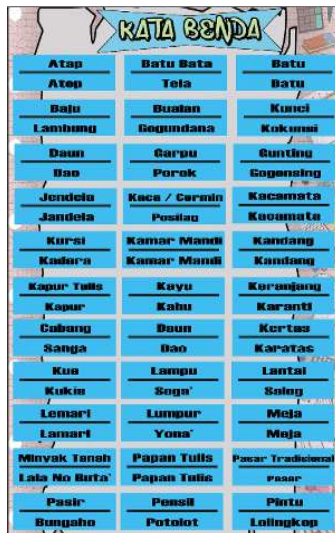 KATA BENDA
Atap
Atop
Batu Bata
Tela
Batu
Batu
Baju
Lambung
Bualan
Gogundana
Kunci
Kokunsi
Daun
Dao
Garpu
Porok
Gunting
Gogonsing
Jendela
Jandela
Kaca / Cermin
Posilag
Kacamata
Kacamata
Kursi
Kadera
Kamar Mandi
Kamar Mandi
Kandang
Kandang
Kapur Tulis
Kapur
Kayu
Kahu
Keranjang
Karanti
Cabang
Sanga
Daun
Dao
Kertas
Karatas
Kue
Kukis
Lampu
Soga'
Lantai
Salog
Lemari
Lamari
Lumpur
Yona'
Meja
Meja
Minyak Tanah
Lala No Buta'
Papan Tulis
Papan Tulis
Pasar Tradisional
Pasar
Pasir
Bungaho
Pensil
Potolot
Pintu
Lolingkop